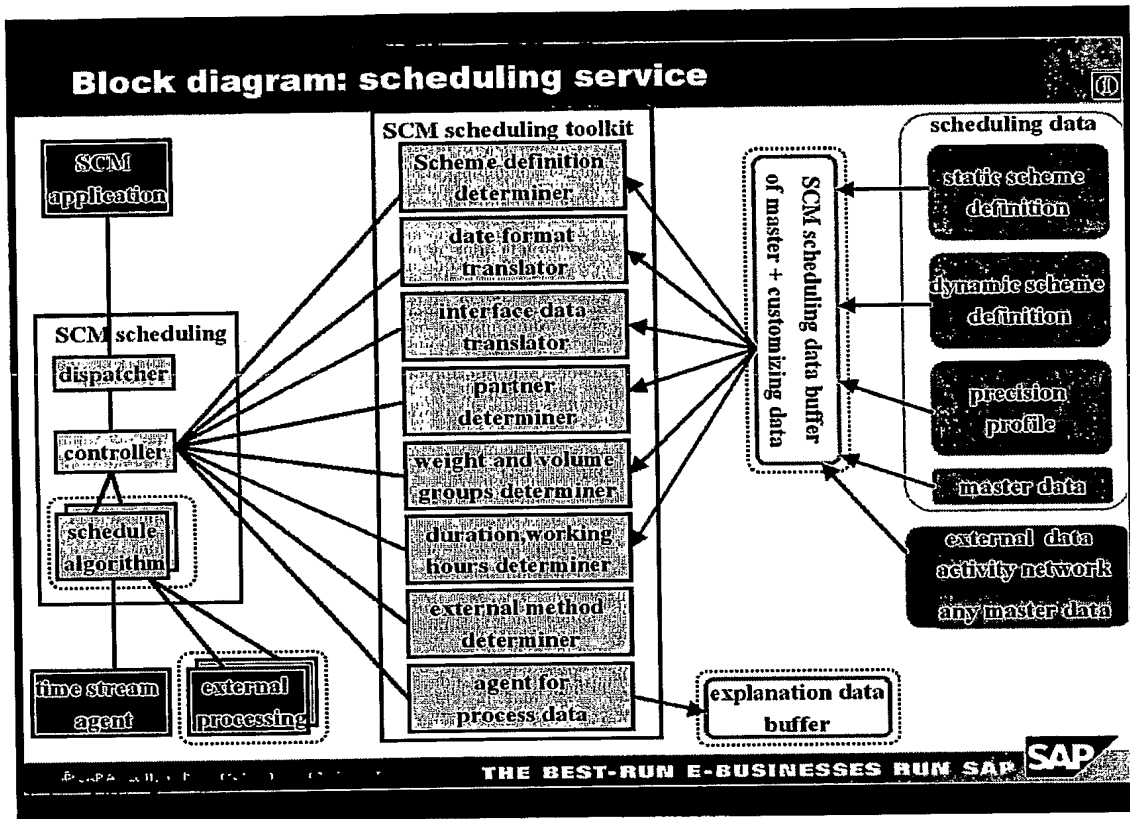 Block diagram: scheduling service
SCM
application
SCM scheduling
dispatcher
controller
schedule
algorithm
time stream
agent
external
processing
SCM scheduling toolkit
Scheme definition
determiner
date format
translator
interface data
translator
partner
determiner
weight and volume
groups determiner
duration,working
hours determiner
external method
determiner
agent for
process data
SCM scheduling data buffer
of master + customizing data
explanation data
buffer
scheduling data
static scheme
definition
dynamic scheme
definition
precision
profile
master data
external data
activity network
any master data
THE BEST-RUN E-BUSINESSES RUN SAP
SAP